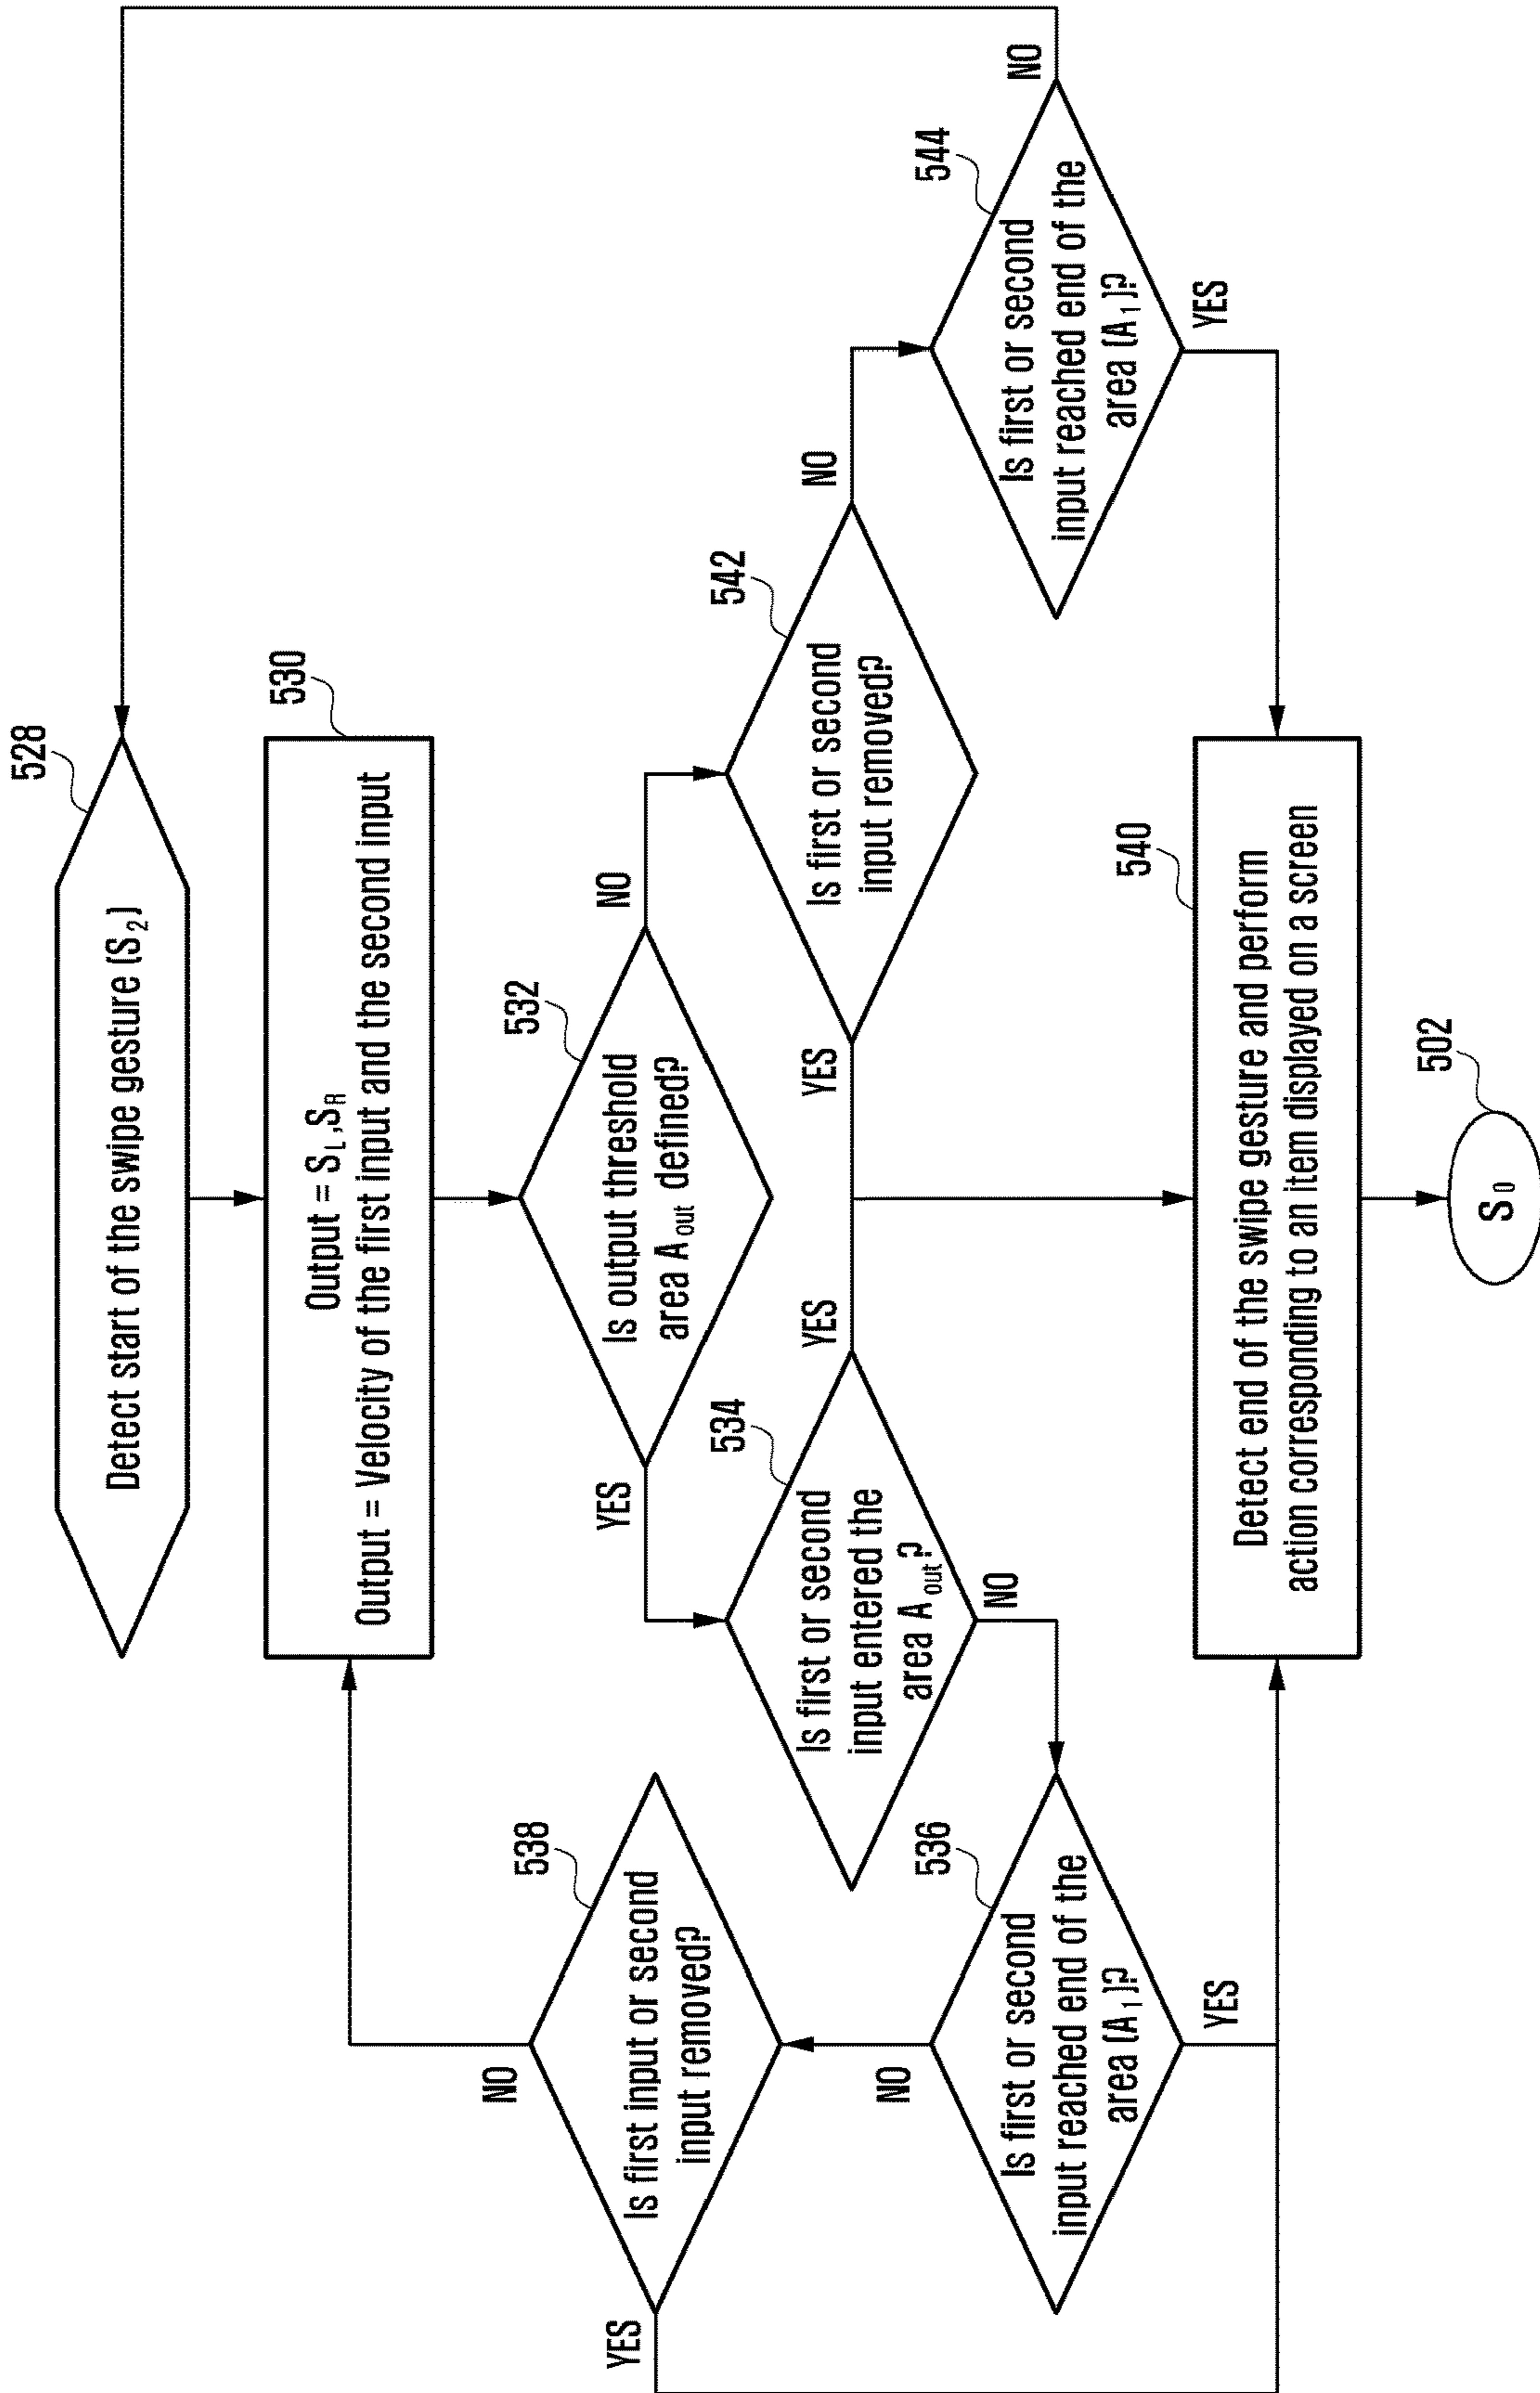 528
Detect start of the swipe gesture (S₂)
530
Output = S_L,S_R
Output = Velocity of the first input and the second input
532
Is output threshold
area A_out defined?
YES
NO
538
Is first input or second
input removed?
NO
YES
534
Is first or second
input entered the
area A_out?
YES
NO
542
Is first or second
input removed?
YES
NO
536
Is first or second
input reached end of the
area (A₁)?
NO
YES
544
Is first or second
input reached end of the
area (A₁)?
NO
YES
540
Detect end of the swipe gesture and perform
action corresponding to an item displayed on a screen
502
S₀